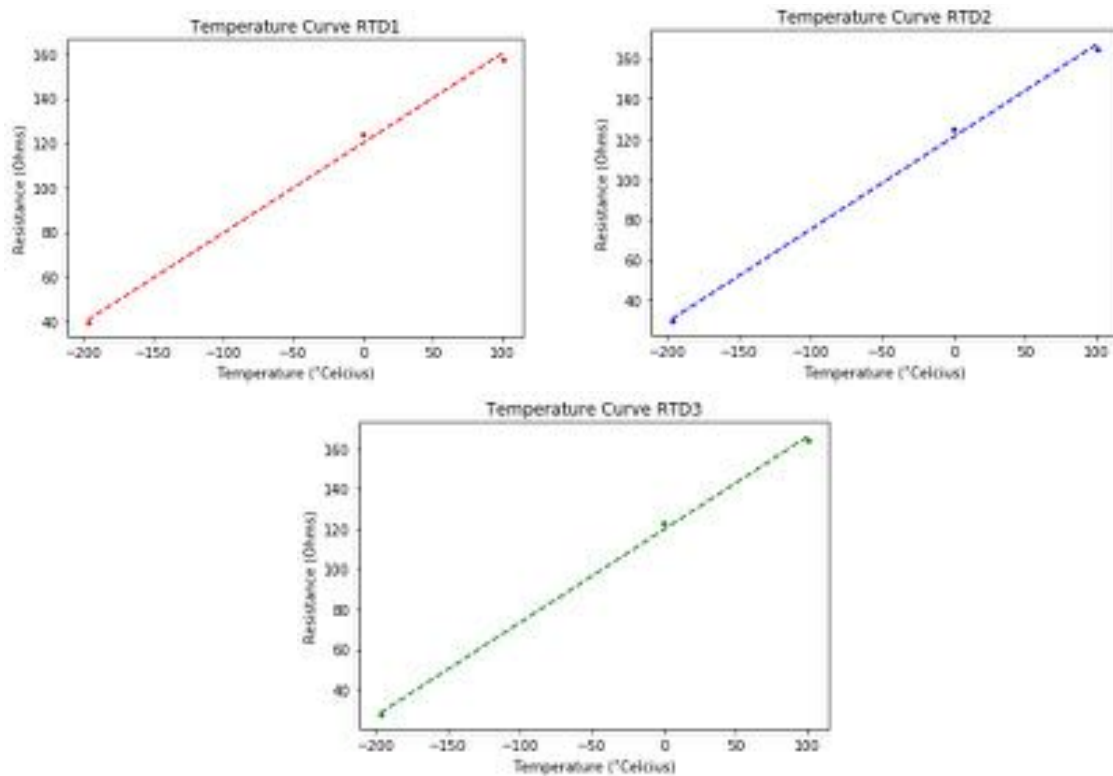 Temperature Curve RTD1
160
140
120
100
80
60
40
Resistance (Ohms)
−200 −150 −100 −50 0 50 100
Temperature (°Celcius)
Temperature Curve RTD2
160
140
120
100
80
60
40
Resistance (Ohms)
−200 −150 −100 −50 0 50 100
Temperature (°Celcius)
Temperature Curve RTD3
160
140
120
100
80
60
40
Resistance (Ohms)
−200 −150 −100 −50 0 50 100
Temperature (°Celcius)